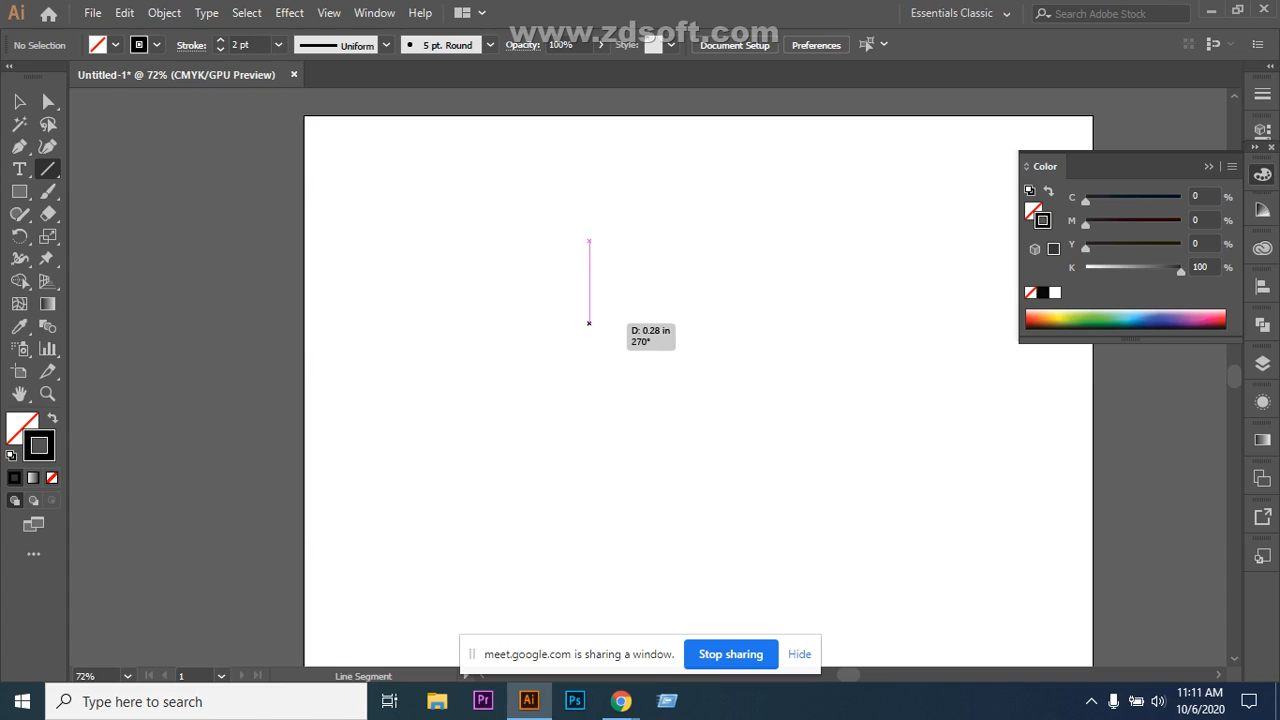 Ai File Edit Object Type Select Effect View Window Help Essentials Classic Search Adobe Stock
www.zdsoft.com
No Selection Stroke: 2 pt Uniform 5 pt. Round Opacity: 100% Style: Document Setup Preferences
Untitled-1* @ 72% (CMYK/GPU Preview)
Color
C 0 %
M 0 %
Y 0 %
K 100 %
D: 0.28 in
270°
meet.google.com is sharing a window. Stop sharing Hide
72% 1 Line Segment
Type here to search Pr Ai Ps 11:11 AM
10/6/2020